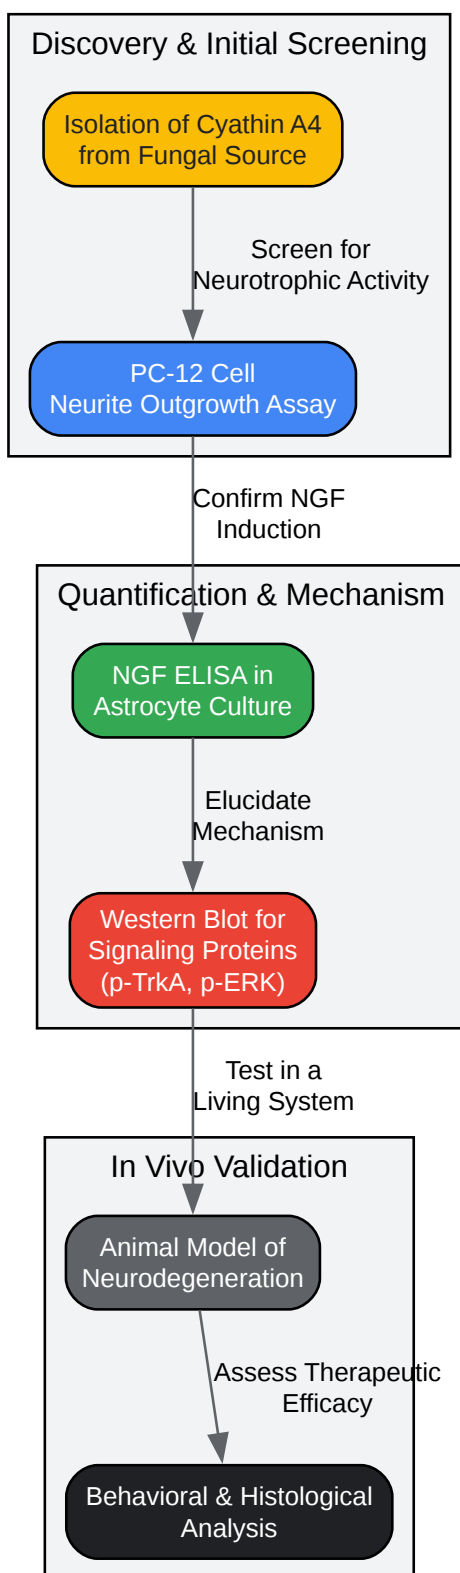 Discovery & Initial Screening
Isolation of Cyathin A4
from Fungal Source
Screen for
Neurotrophic Activity
PC-12 Cell
Neurite Outgrowth Assay
Confirm NGF
Induction
Quantification & Mechanism
NGF ELISA in
Astrocyte Culture
Elucidate
Mechanism
Western Blot for
Signaling Proteins
(p-TrkA, p-ERK)
Test in a
Living System
In Vivo Validation
Animal Model of
Neurodegeneration
Assess Therapeutic
Efficacy
Behavioral & Histological
Analysis